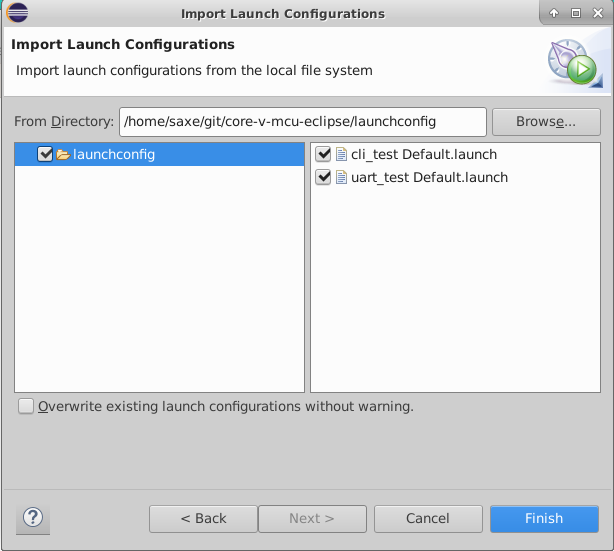 Import Launch Configurations
Import Launch Configurations
Import launch configurations from the local file system
From Directory: /home/saxe/git/core-v-mcu-eclipse/launchconfig Browse...
launchconfig
cli_test Default.launch
uart_test Default.launch
Overwrite existing launch configurations without warning.
? < Back Next > Cancel Finish